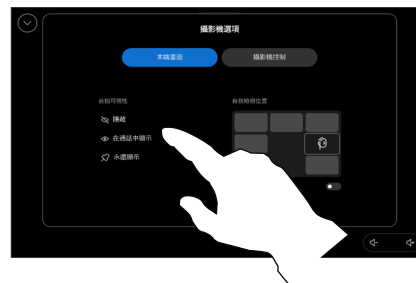 攝影機選項
本端畫面
攝影機控制
自拍可視性
自我檢視位置
隱藏
在通話中顯示
永遠顯示